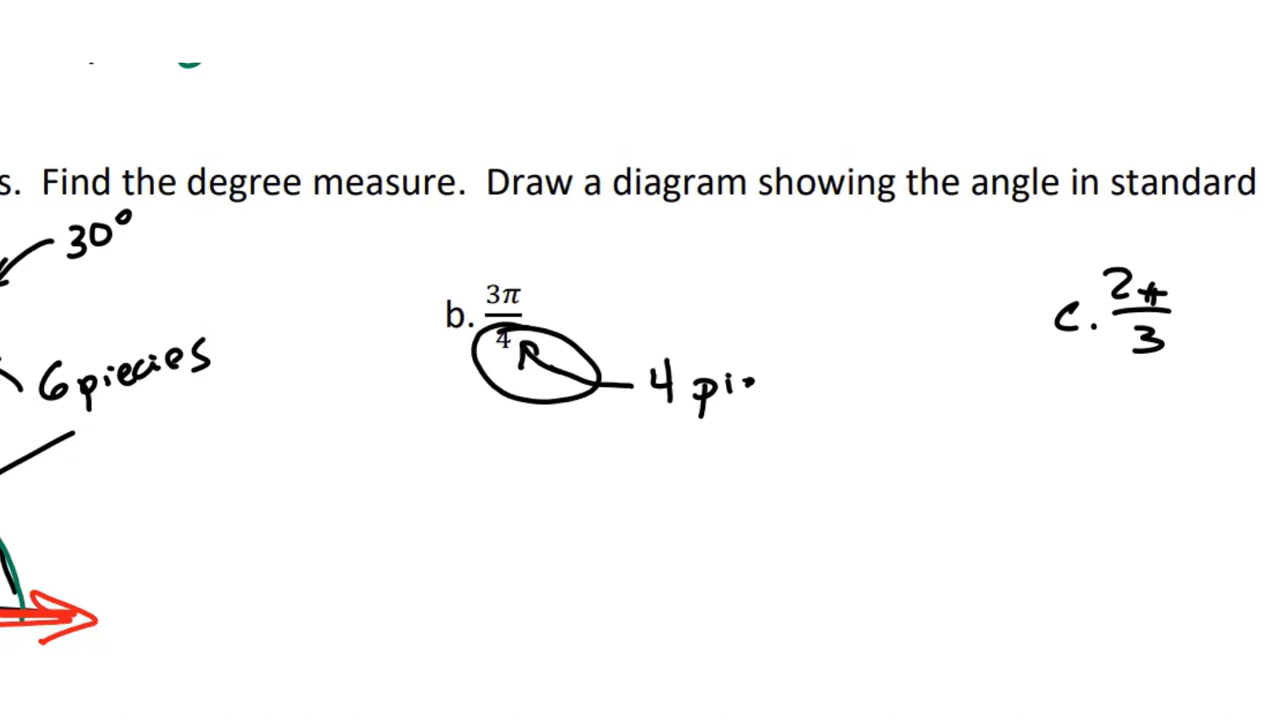 s. Find the degree measure. Draw a diagram showing the angle in standard
30°
b. 3π/4
c. 2π/3
6 piecies
4 pi